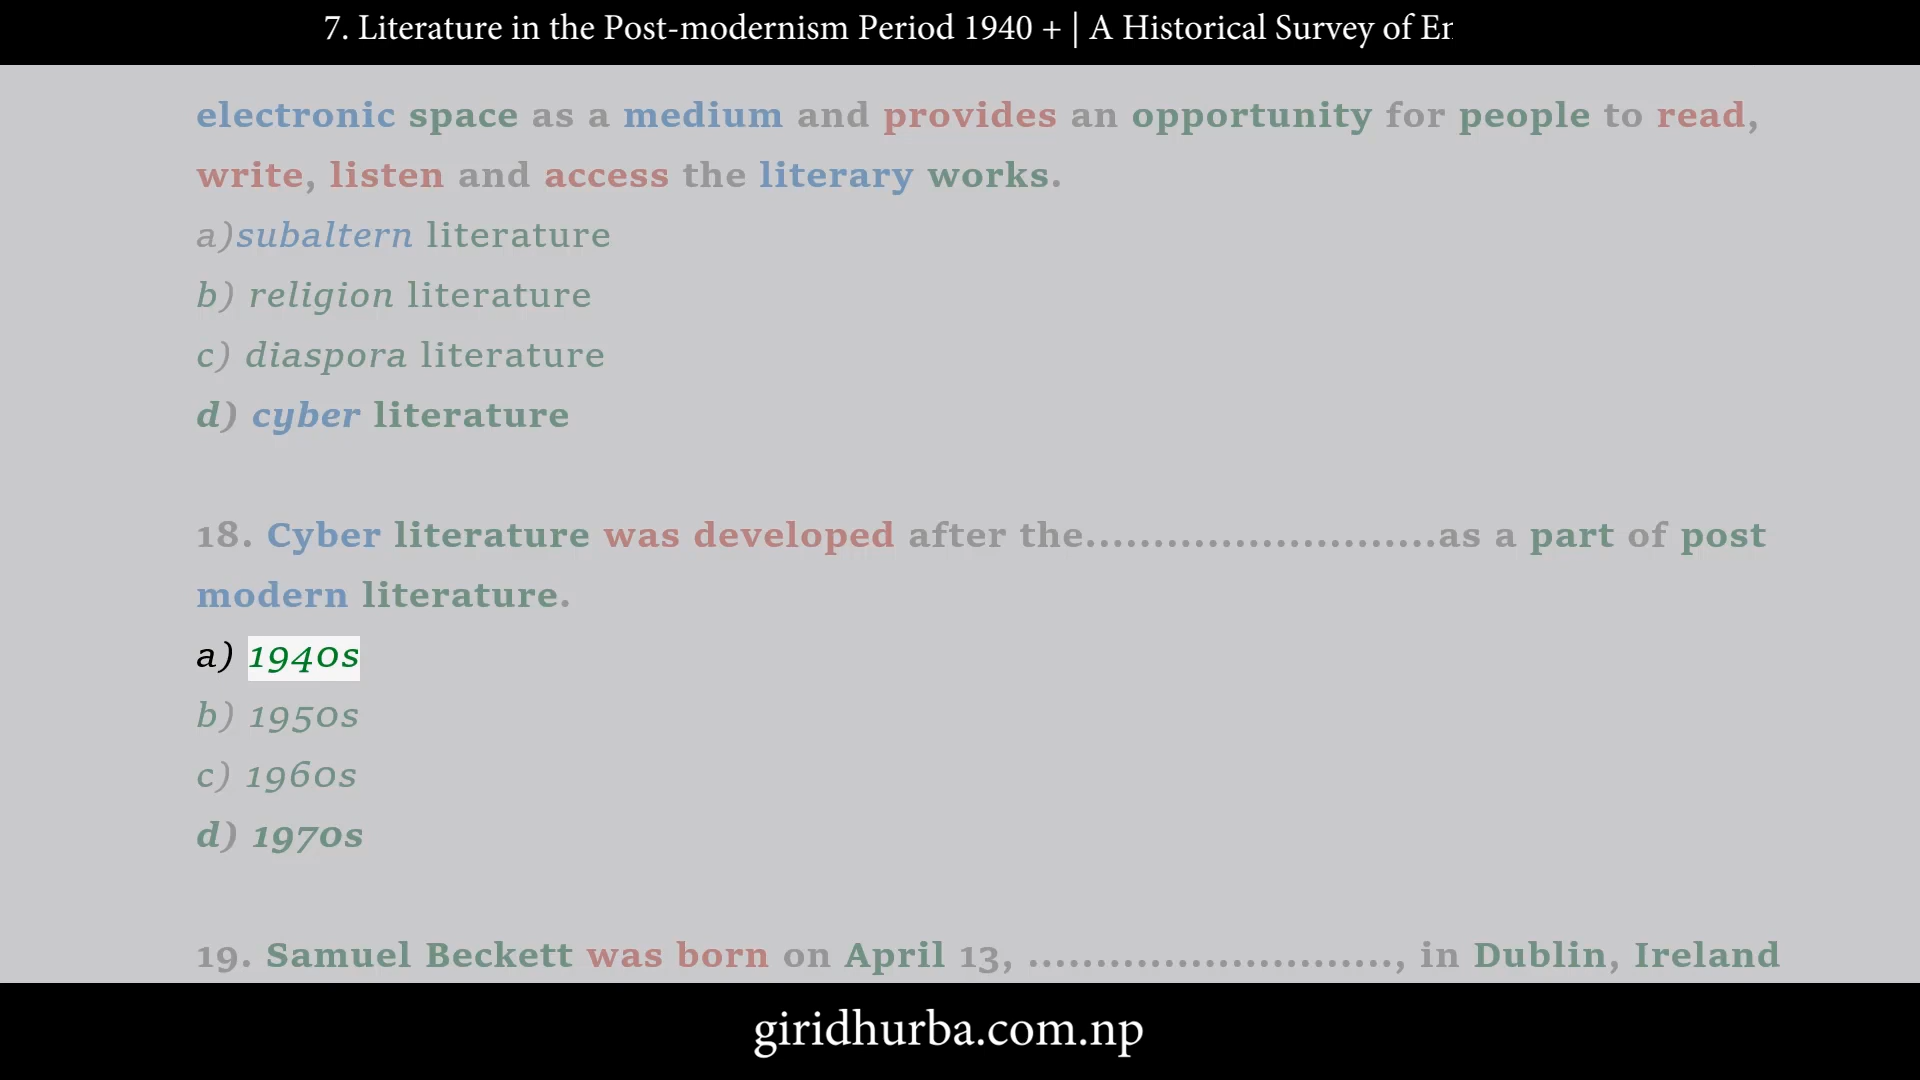 7. Literature in the Post-modernism Period 1940 + | A Historical Survey of En
electronic space as a medium and provides an opportunity for people to read,
write, listen and access the literary works.
a)subaltern literature
b) religion literature
c) diaspora literature
d) cyber literature
18. Cyber literature was developed after the..........................as a part of post
modern literature.
a) 1940s
b) 1950s
c) 1960s
d) 1970s
19. Samuel Beckett was born on April 13, ..........................., in Dublin, Ireland
giridhurba.com.np